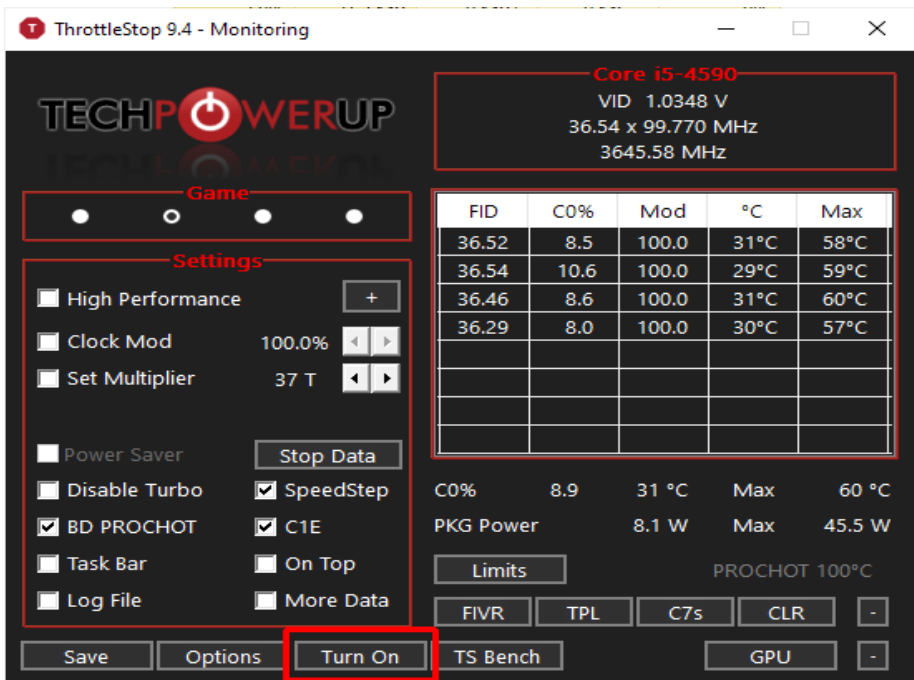 ThrottleStop 9.4 - Monitoring
TECHPOWERUP
Core i5-4590
VID 1.0348 V
36.54 x 99.770 MHz
3645.58 MHz
Game
FID C0% Mod °C Max
36.52 8.5 100.0 31°C 58°C
36.54 10.6 100.0 29°C 59°C
36.46 8.6 100.0 31°C 60°C
36.29 8.0 100.0 30°C 57°C
Settings
High Performance +
Clock Mod 100.0%
Set Multiplier 37 T
Power Saver Stop Data
Disable Turbo SpeedStep
BD PROCHOT C1E
Task Bar On Top
Log File More Data
C0% 8.9 31 °C Max 60 °C
PKG Power 8.1 W Max 45.5 W
Limits PROCHOT 100°C
FIVR TPL C7s CLR -
Save Options Turn On TS Bench GPU -